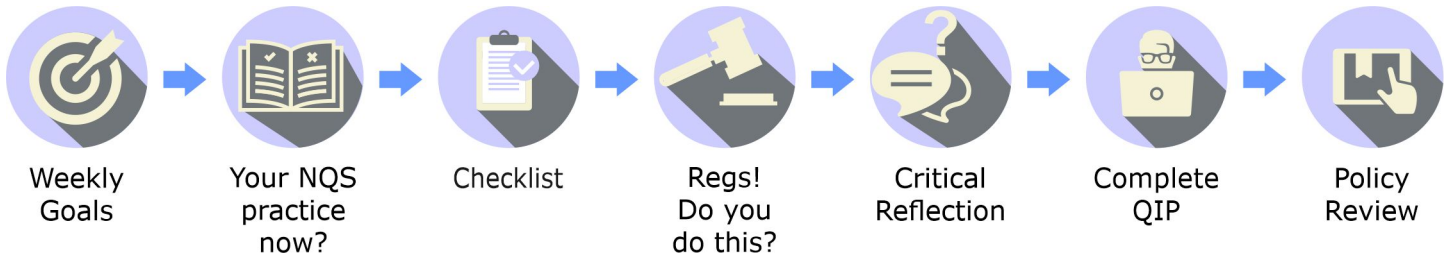 Weekly
Goals
Your NQS
practice
now?
Checklist
Regs!
Do you
do this?
Critical
Reflection
Complete
QIP
Policy
Review